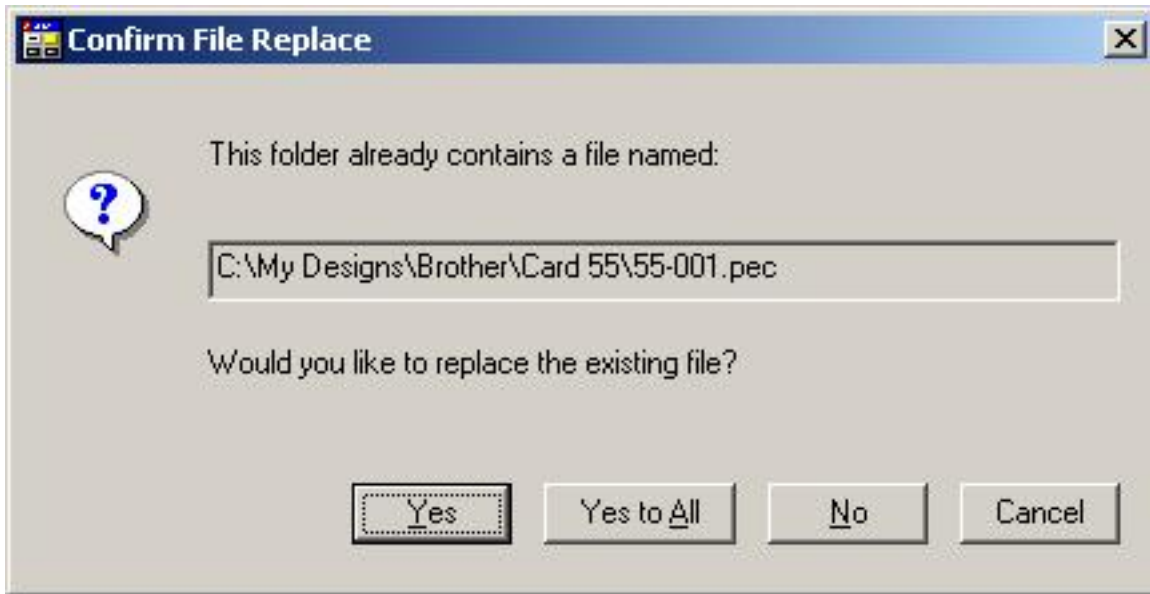 Confirm File Replace
This folder already contains a file named:
?
C:\My Designs\Brother\Card 55\55-001.pec
Would you like to replace the existing file?
Yes Yes to All No Cancel